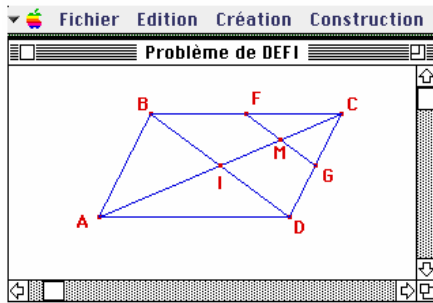 Fichier Edition Création Construction
Problème de DEFI
B F C
M
I G
A D